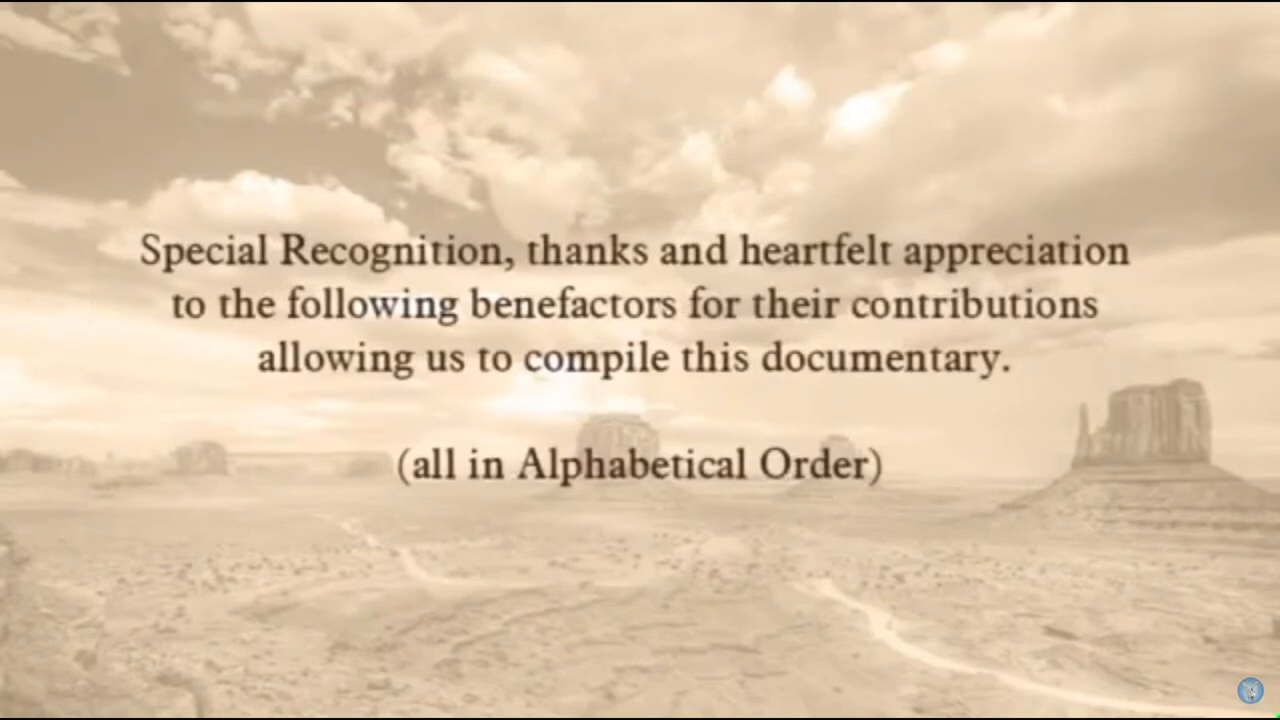 Special Recognition, thanks and heartfelt appreciation
to the following benefactors for their contributions
allowing us to compile this documentary.
(all in Alphabetical Order)